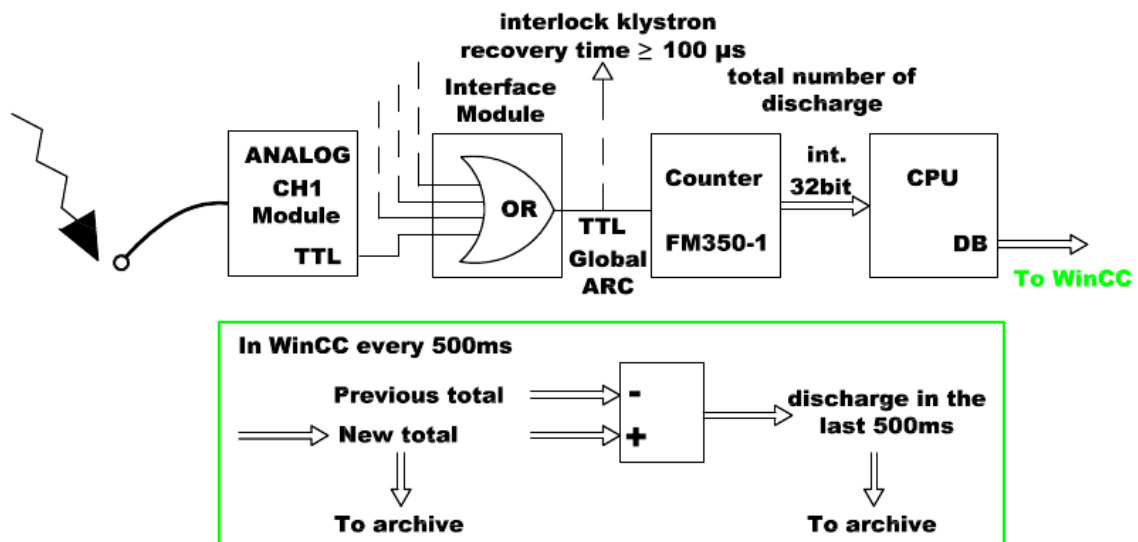 interlock klystron
recovery time ≥ 100 µs
Interface
Module
total number of
discharge
ANALOG
CH1
Module
TTL
OR
TTL
Global
ARC
Counter
FM350-1
int.
32bit
CPU
DB
To WinCC
In WinCC every 500ms
Previous total
-
New total
+
discharge in the
last 500ms
To archive
To archive